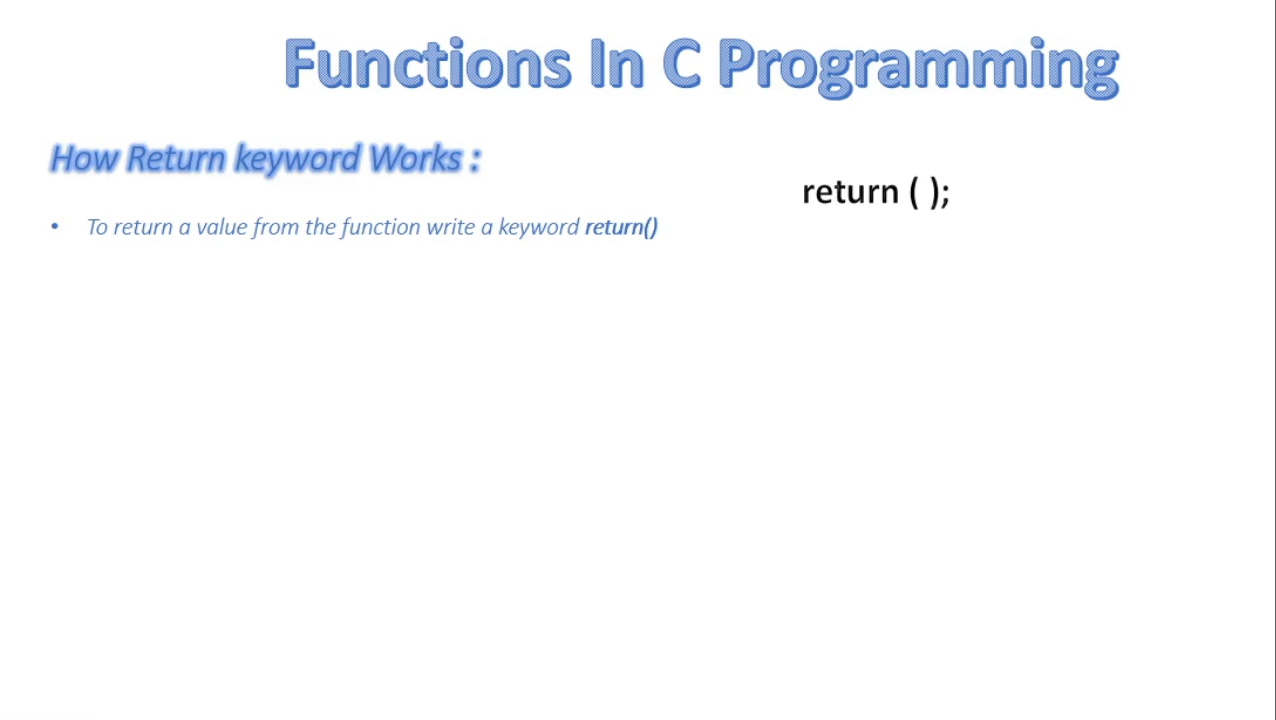 Functions In C Programming
How Return keyword Works :
return ( );
• To return a value from the function write a keyword return()